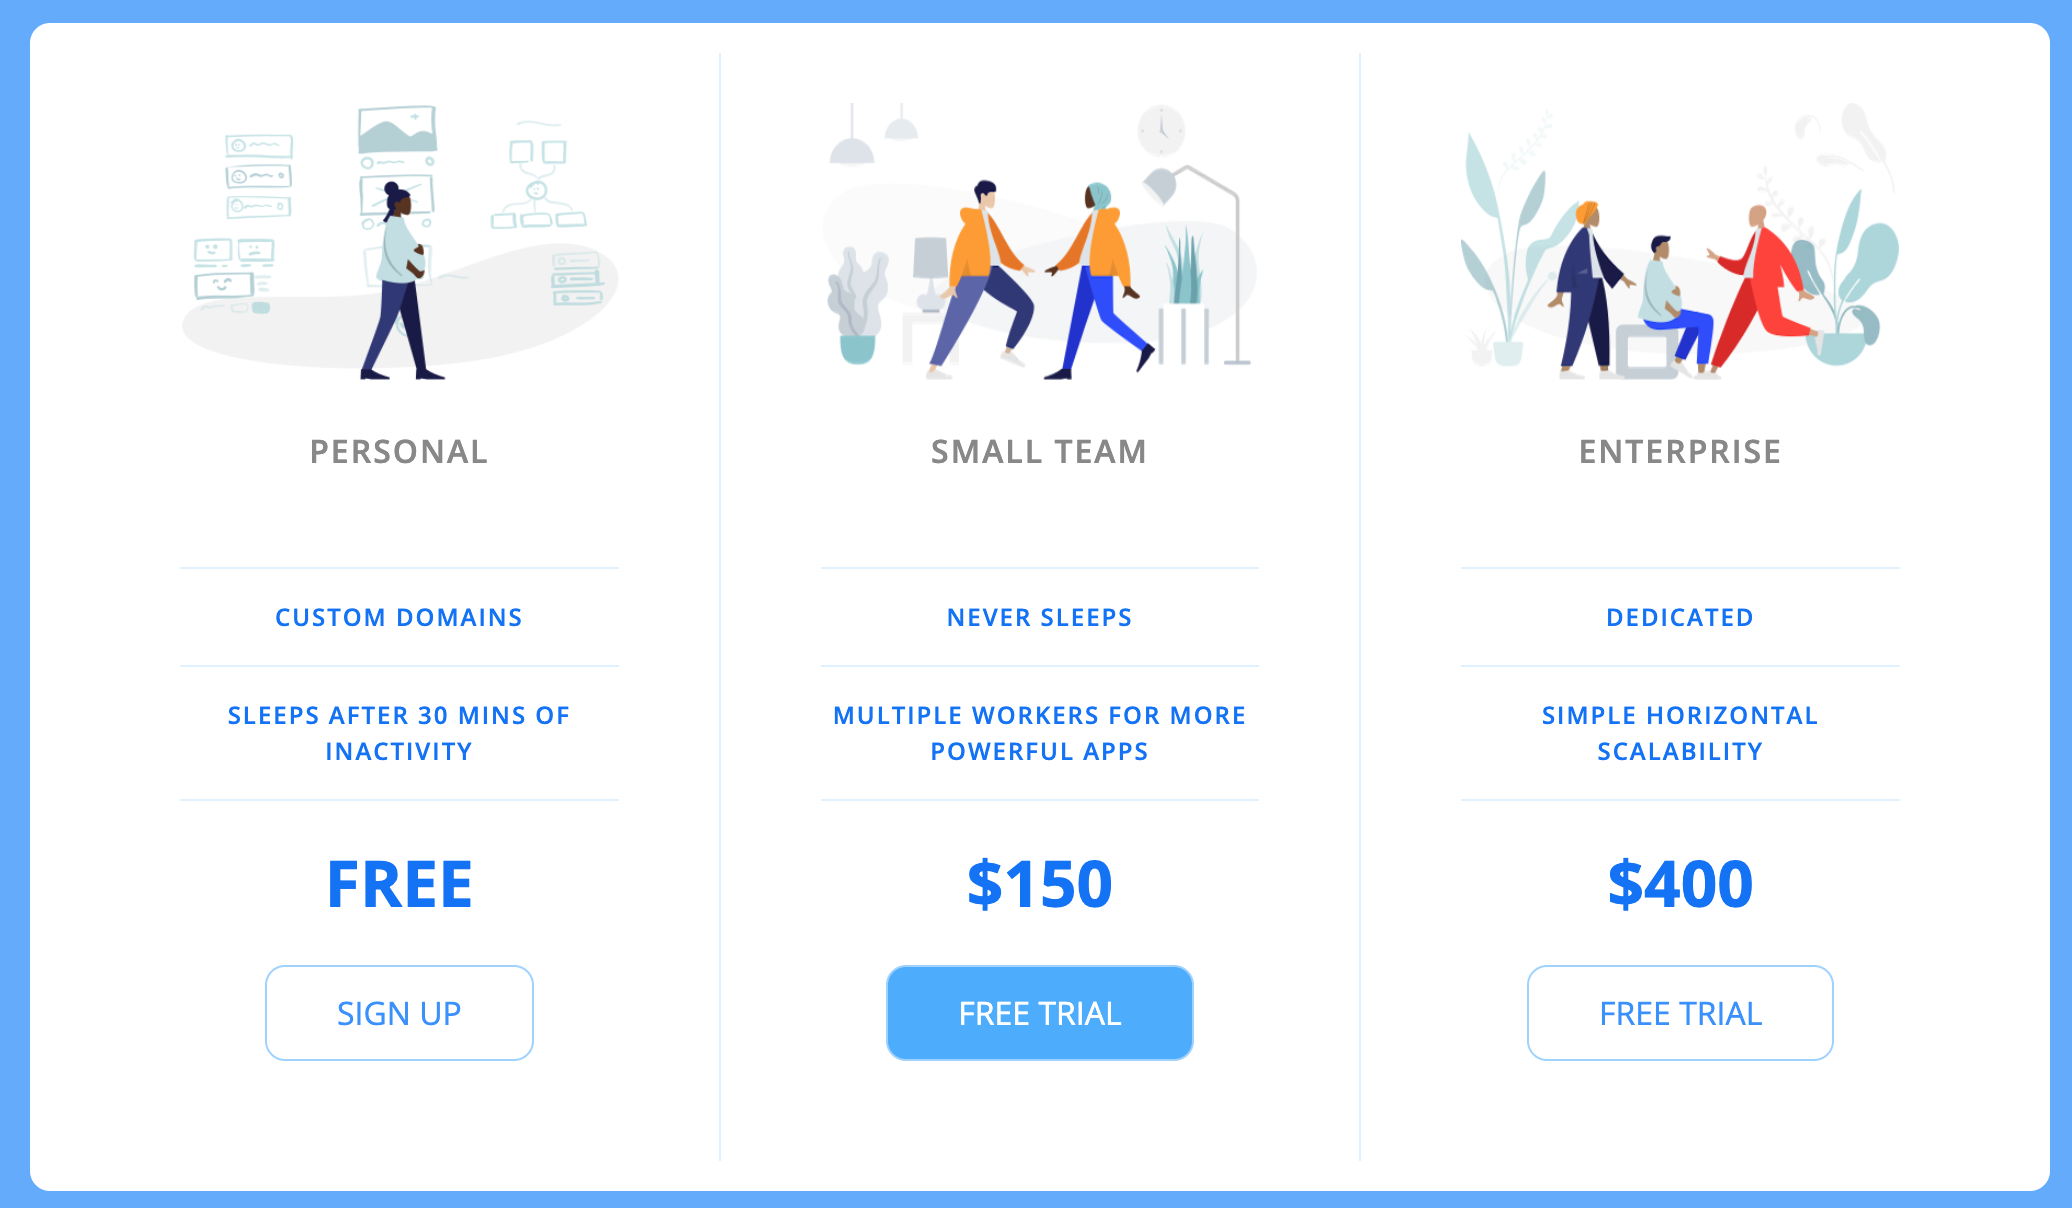 PERSONAL
CUSTOM DOMAINS
SLEEPS AFTER 30 MINS OF
INACTIVITY
FREE
SIGN UP
SMALL TEAM
NEVER SLEEPS
MULTIPLE WORKERS FOR MORE
POWERFUL APPS
$150
FREE TRIAL
ENTERPRISE
DEDICATED
SIMPLE HORIZONTAL
SCALABILITY
$400
FREE TRIAL